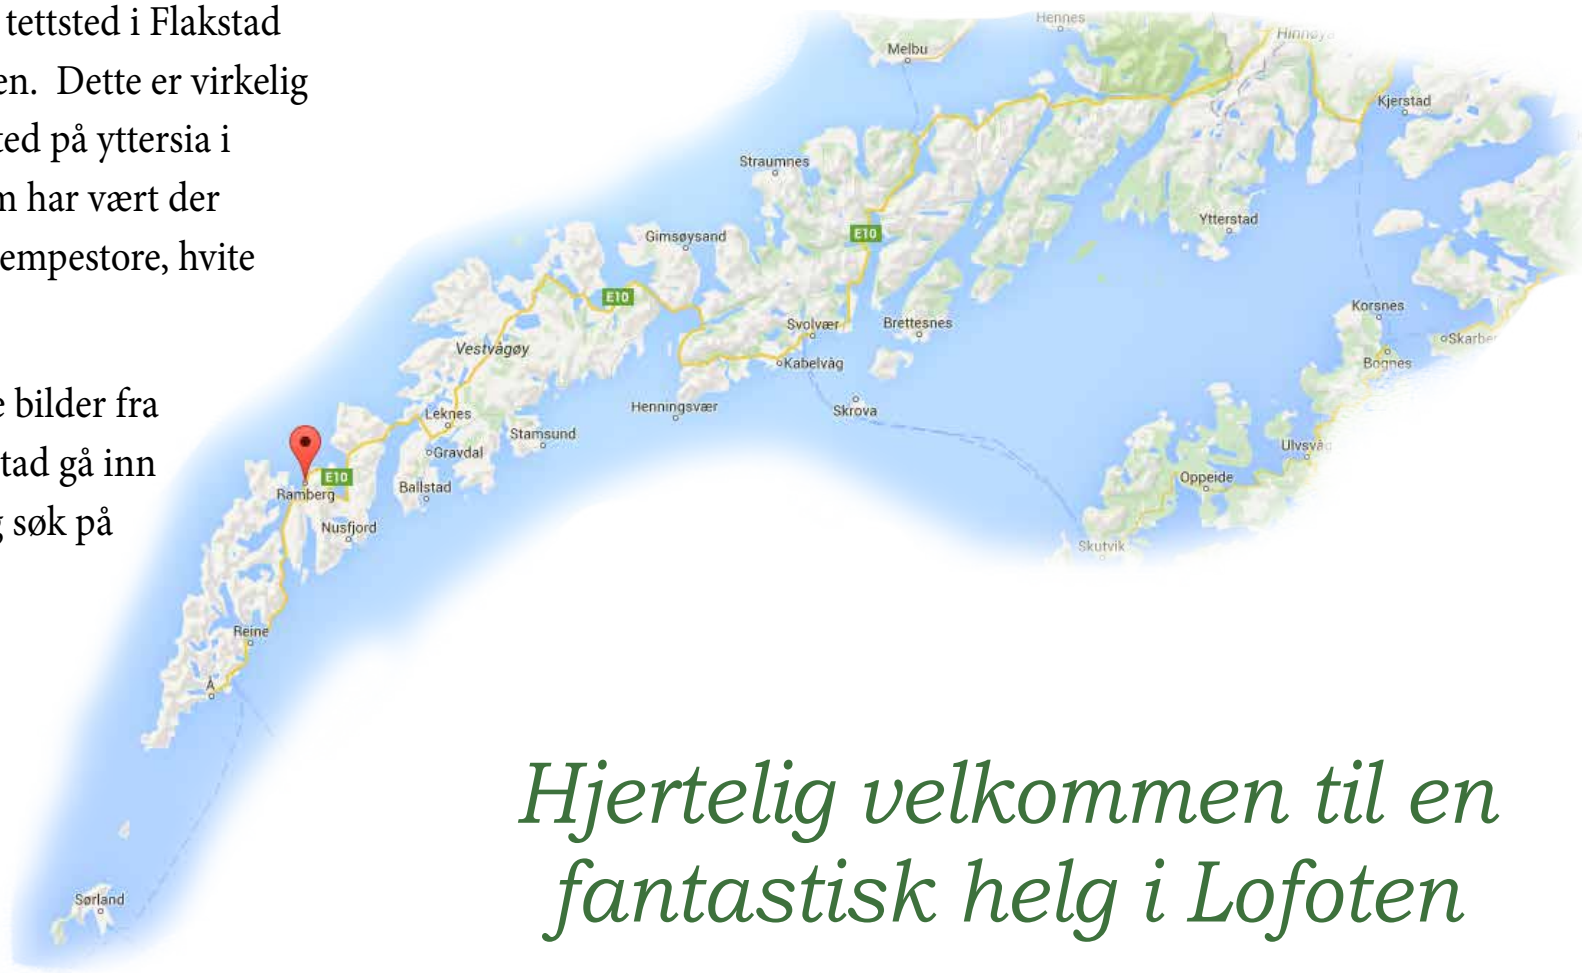 tettsted i Flakstad
en. Dette er virkelig
ted på yttersia i
m har vært der
empestore, hvite
e bilder fra
tad gå inn
g søk på
Hennes
Hinnøya
Melbu
Kjerstad
Straumnes
Ytterstad
Gimsøysand
E10
E10
Korsnes
Svolvær
Brettesnes
Skarber
Vestvågøy
Kabelvåg
Bognes
Henningsvær
Skrova
Leknes
Stamsund
Gravdal
Ulvsvåg
E10
Oppeide
Ramberg
Ballstad
Nusfjord
Skutvik
Reine
Å
Sørland
Hjertelig velkommen til en
fantastisk helg i Lofoten